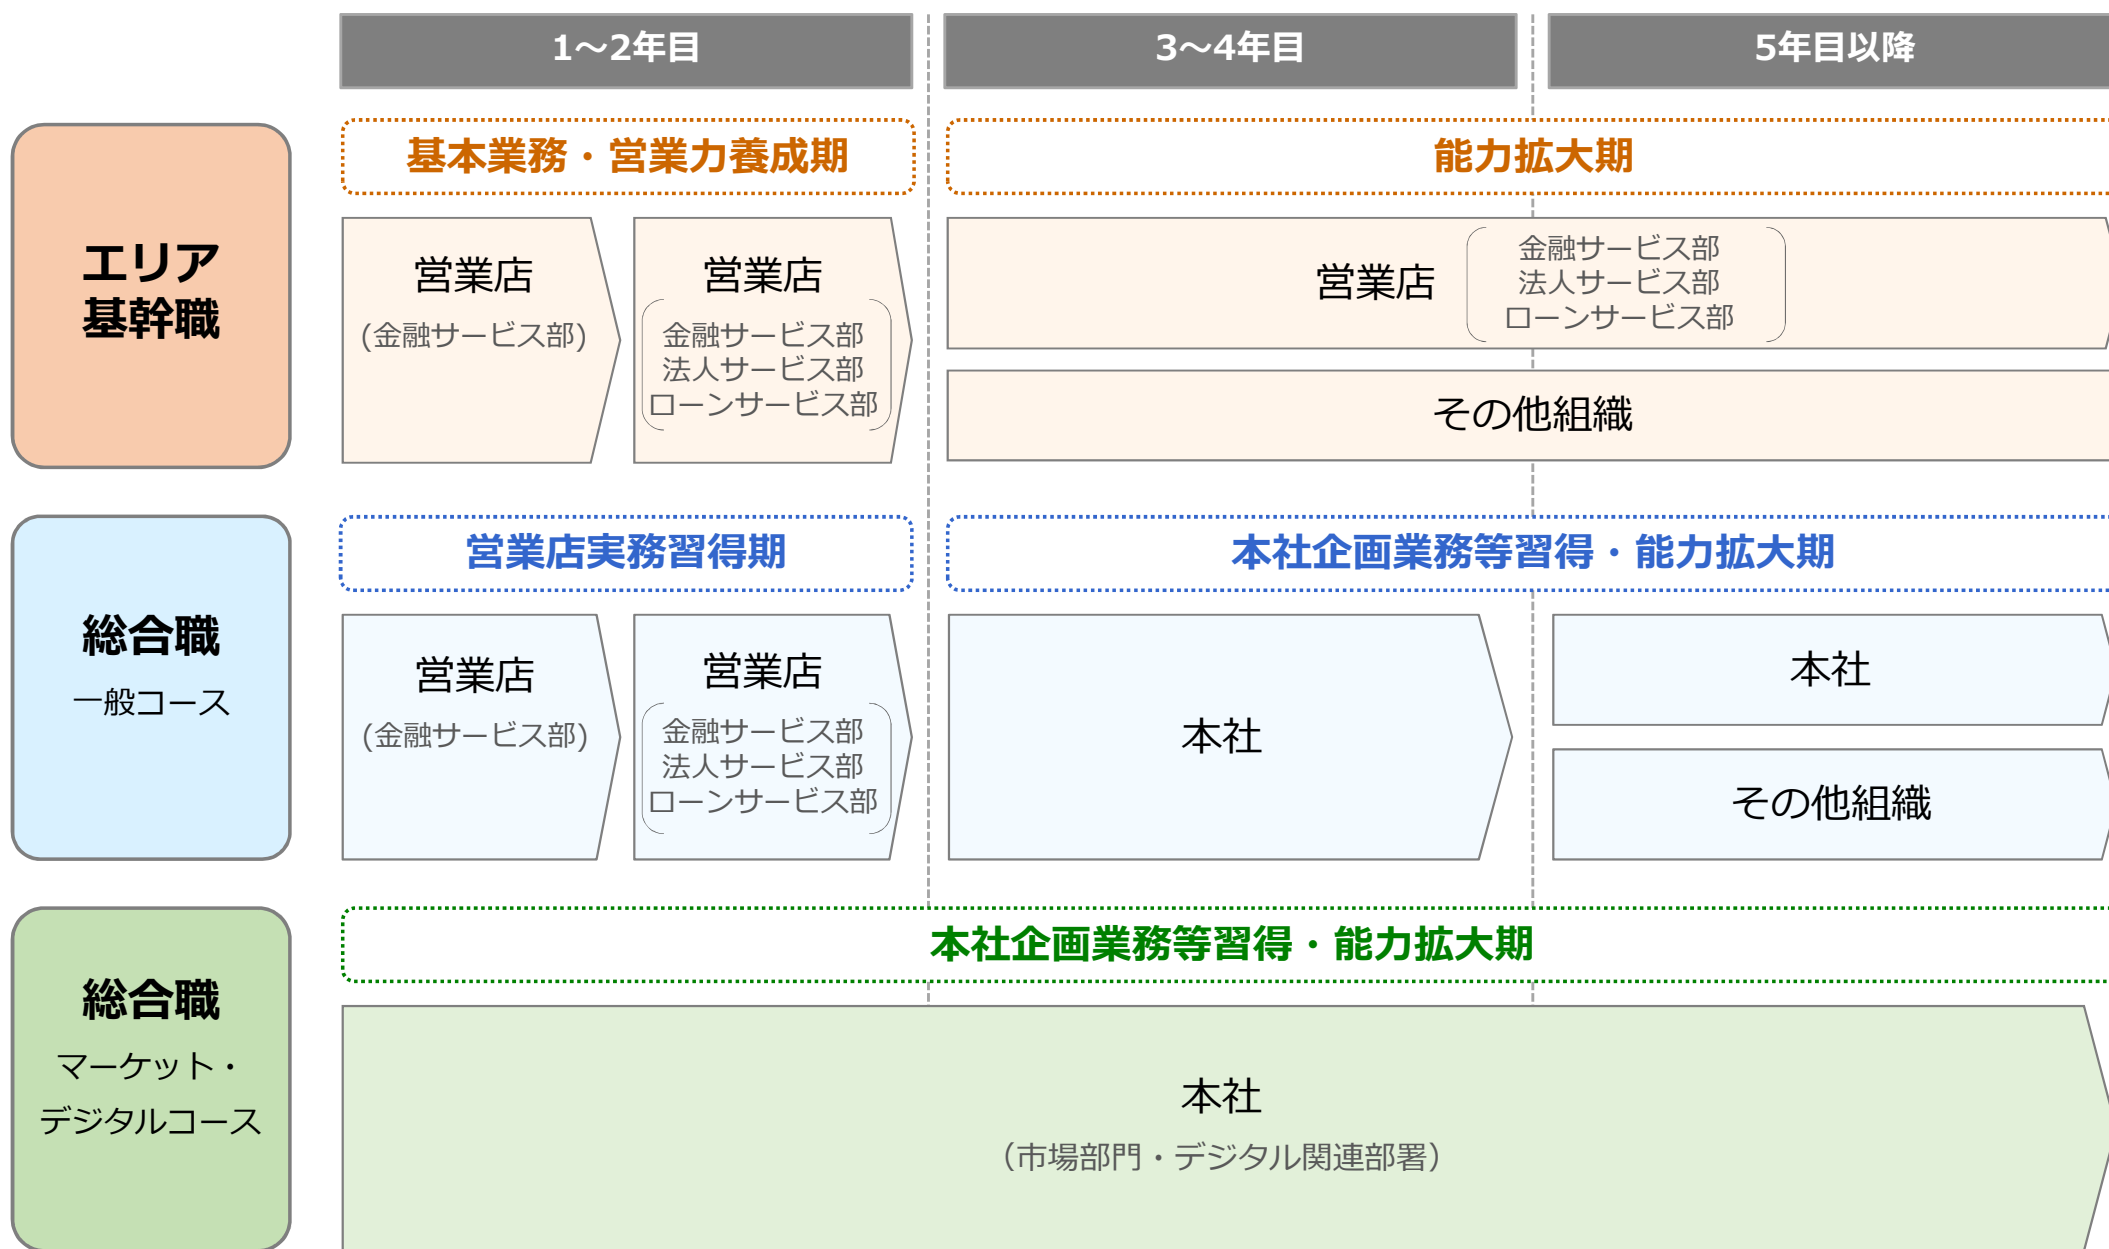 1～2年目
3～4年目
5年目以降
エリア
基幹職
基本業務・営業力養成期
能力拡大期
営業店
(金融サービス部)
営業店
金融サービス部
法人サービス部
ローンサービス部
営業店
金融サービス部
法人サービス部
ローンサービス部
その他組織
総合職
一般コース
営業店実務習得期
本社企画業務等習得・能力拡大期
営業店
(金融サービス部)
営業店
金融サービス部
法人サービス部
ローンサービス部
本社
本社
その他組織
総合職
マーケット・
デジタルコース
本社企画業務等習得・能力拡大期
本社
（市場部門・デジタル関連部署）